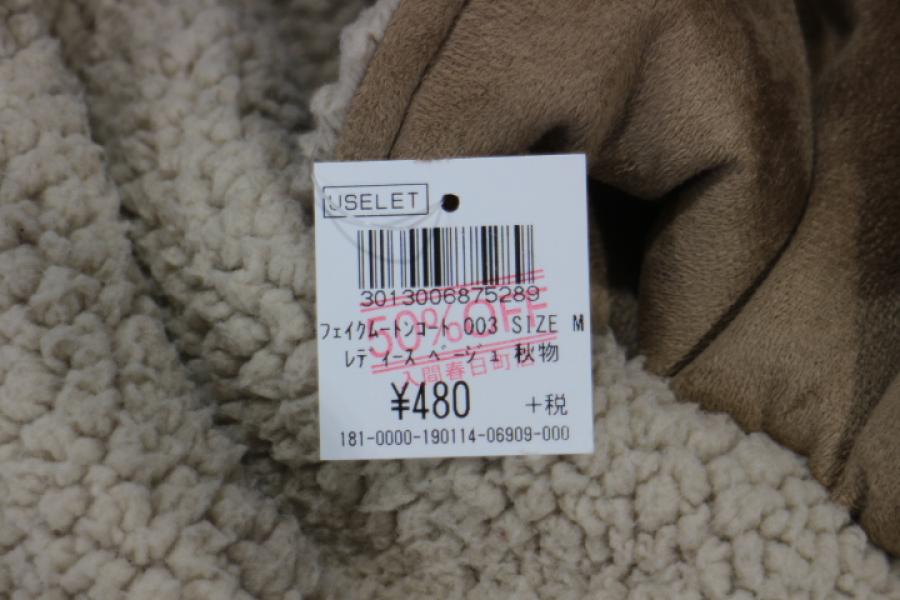 USELET
3013006875289
50%OFF
フェイクムートンコート 003 SIZE M
レディース ベージュ 秋物
入間春日町店
¥480 +税
181-0000-190114-06909-000